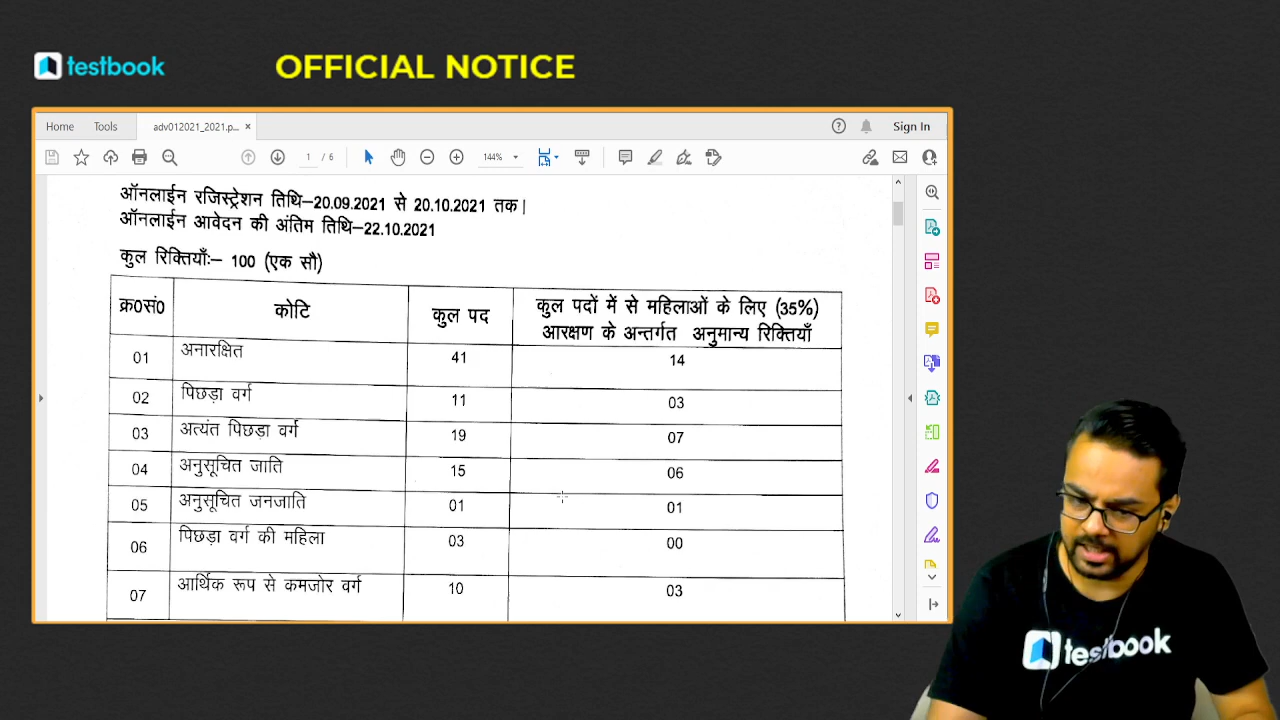 testbook
OFFICIAL NOTICE
Home Tools adv012021_2021.p... × Sign In
1 / 6 144%
ऑनलाईन रजिस्ट्रेशन तिथि–20.09.2021 से 20.10.2021 तक|
ऑनलाईन आवेदन की अंतिम तिथि–22.10.2021
कुल रिक्तियाँः– 100 (एक सौ)
क्र0सं0 कोटि कुल पद कुल पदों में से महिलाओं के लिए (35%)
आरक्षण के अन्तर्गत अनुमान्य रिक्तियाँ
01 अनारक्षित 41 14
02 पिछड़ा वर्ग 11 03
03 अत्यंत पिछड़ा वर्ग 19 07
04 अनुसूचित जाति 15 06
05 अनुसूचित जनजाति 01 01
06 पिछड़ा वर्ग की महिला 03 00
07 आर्थिक रूप से कमजोर वर्ग 10 03
testbook